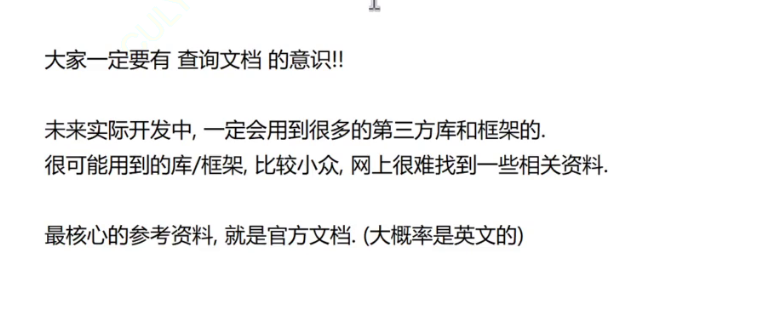 大家一定要有 查询文档 的意识!!
未来实际开发中, 一定会用到很多的第三方库和框架的.
很可能用到的库/框架, 比较小众, 网上很难找到一些相关资料.
最核心的参考资料, 就是官方文档. (大概率是英文的)